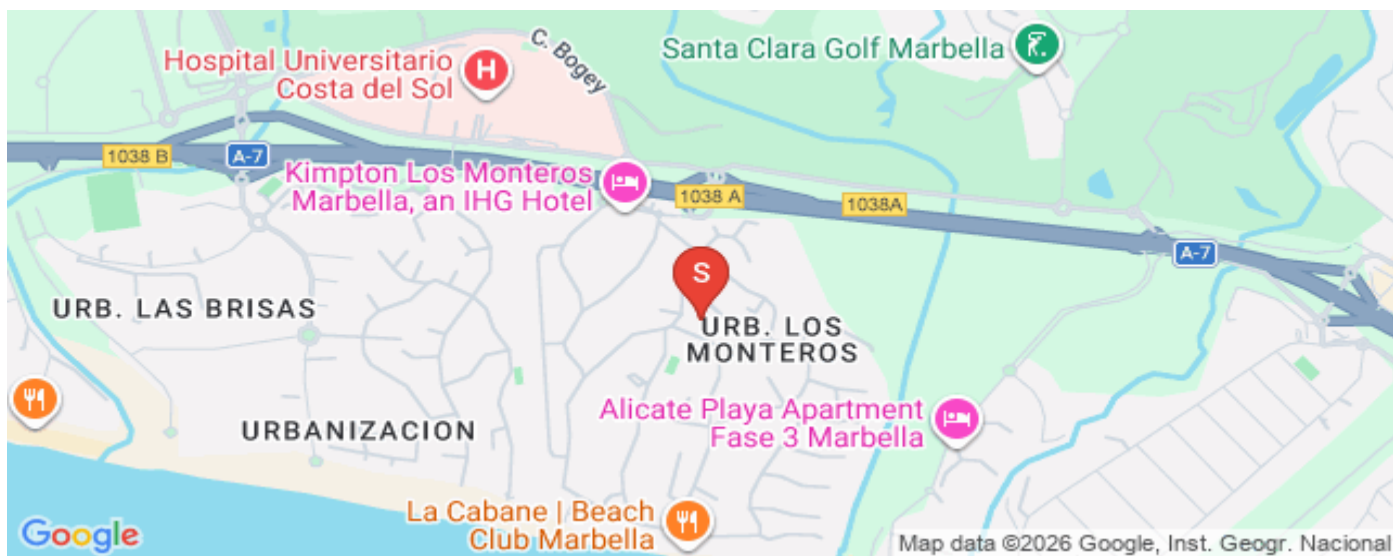 C. Bogey
Santa Clara Golf Marbella
Hospital Universitario
Costa del Sol
H
1038 B
A-7
Kimpton Los Monteros
Marbella, an IHG Hotel
1038 A
1038A
A-7
S
URB. LAS BRISAS
URB. LOS
MONTEROS
Alicate Playa Apartment
Fase 3 Marbella
URBANIZACION
La Cabane | Beach
Club Marbella
Google
Map data ©2026 Google, Inst. Geogr. Nacional